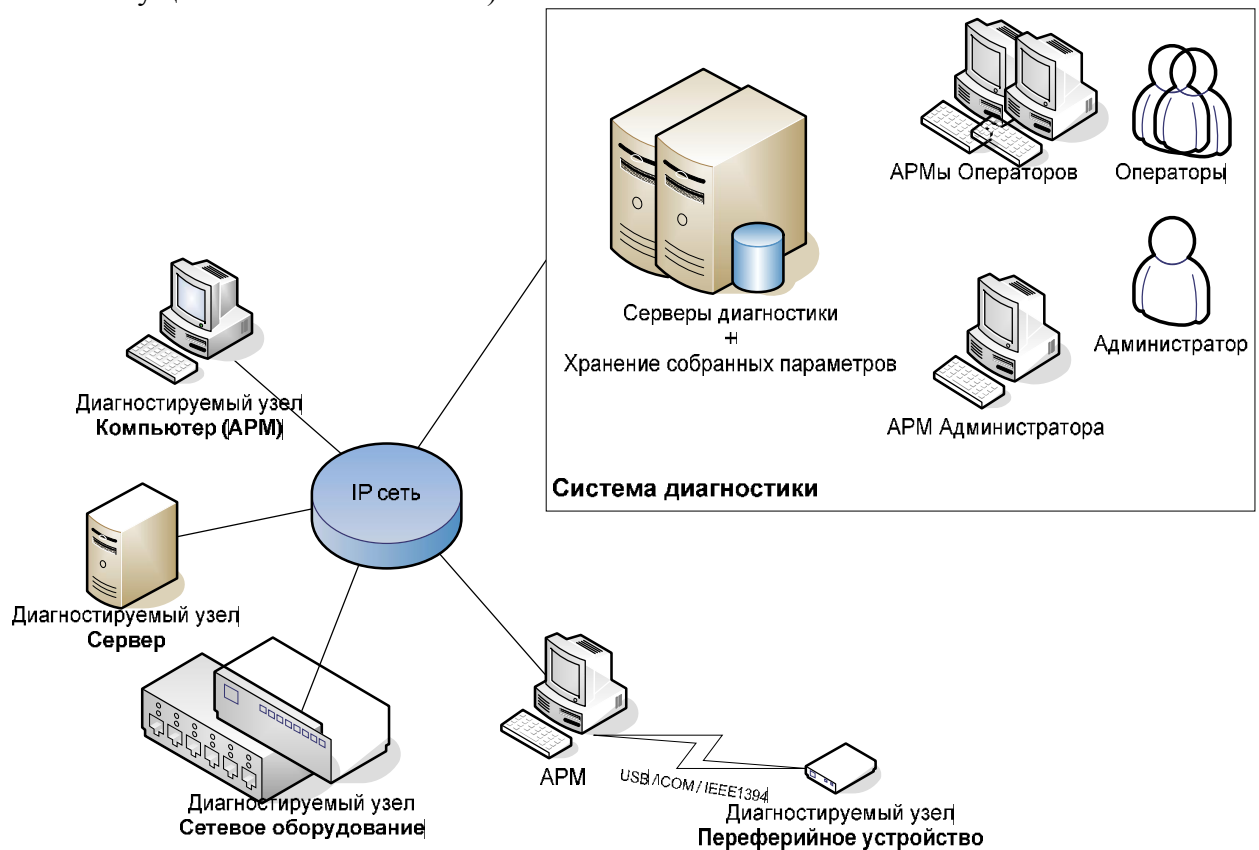 АРМы Операторов
Операторы
Серверы диагностики
+
Хранение собранных параметров
Администратор
АРМ Администратора
Система диагностики
Диагностируемый узел
Компьютер (АРМ)
IP сеть
Диагностируемый узел
Сервер
АРМ
USB /COM / IEEE1394
Диагностируемый узел
Сетевое оборудование
Диагностируемый узел
Переферийное устройство